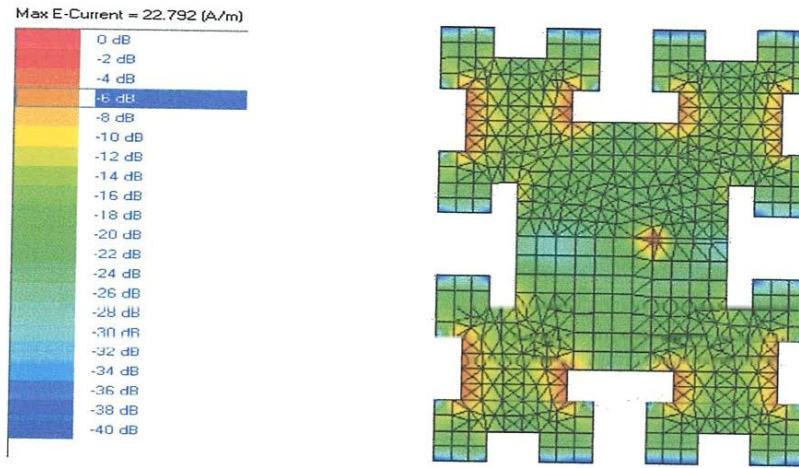 Max E-Current = 22.792 (A/m)
0 dB
-2 dB
-4 dB
-6 dB
-8 dB
-10 dB
-12 dB
-14 dB
-16 dB
-18 dB
-20 dB
-22 dB
-24 dB
-26 dB
-28 dB
-30 dB
-32 dB
-34 dB
-36 dB
-38 dB
-40 dB